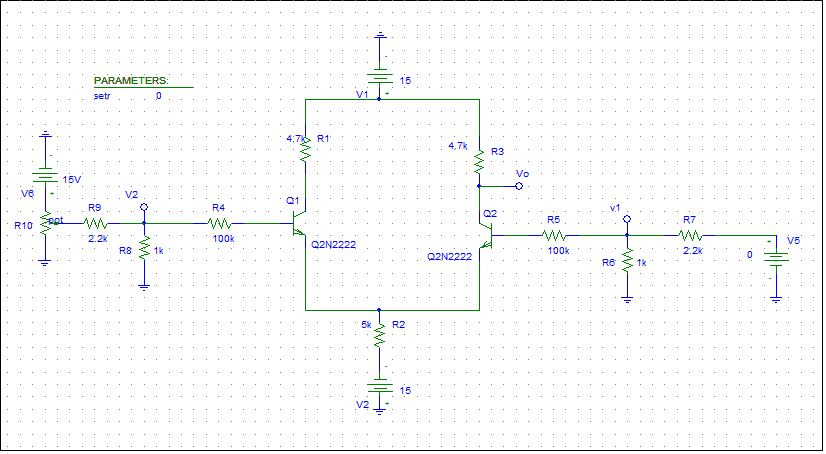 15
V1
PARAMETERS:
setr 0
4.7k R1
4.7k R3
Vo
15V
V6
V2
v1
R9
R4
Q1
Q2
R5
R7
R10 pot
2.2k
R8 1k
100k
Q2N2222
Q2N2222
100k
R6 1k
2.2k
V5
0
5k R2
15
V2